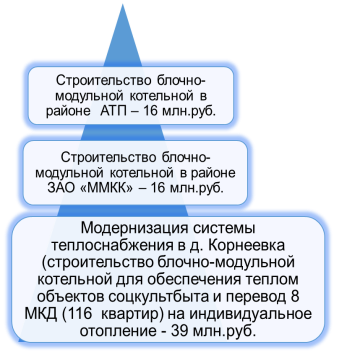 Строительство блочно-
модульной котельной в
районе АТП – 16 млн.руб.
Строительство блочно-
модульной котельной в районе
ЗАО «ММКК» – 16 млн.руб.
Модернизация системы
теплоснабжения в д. Корнеевка
(строительство блочно-модульной
котельной для обеспечения теплом
объектов соцкультбыта и перевод 8
МКД (116 квартир) на индивидуальное
отопление - 39 млн.руб.